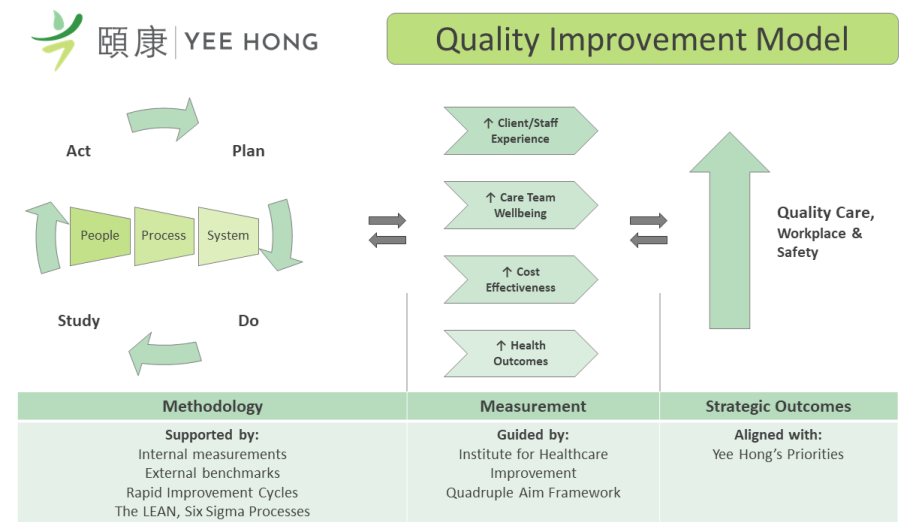 頤康 YEE HONG
Quality Improvement Model
Act
Plan
People
Process
System
Study
Do
↑ Client/Staff
Experience
↑ Care Team
Wellbeing
↑ Cost
Effectiveness
↑ Health
Outcomes
Quality Care,
Workplace &
Safety
Methodology
Supported by:
Internal measurements
External benchmarks
Rapid Improvement Cycles
The LEAN, Six Sigma Processes
Measurement
Guided by:
Institute for Healthcare
Improvement
Quadruple Aim Framework
Strategic Outcomes
Aligned with:
Yee Hong’s Priorities